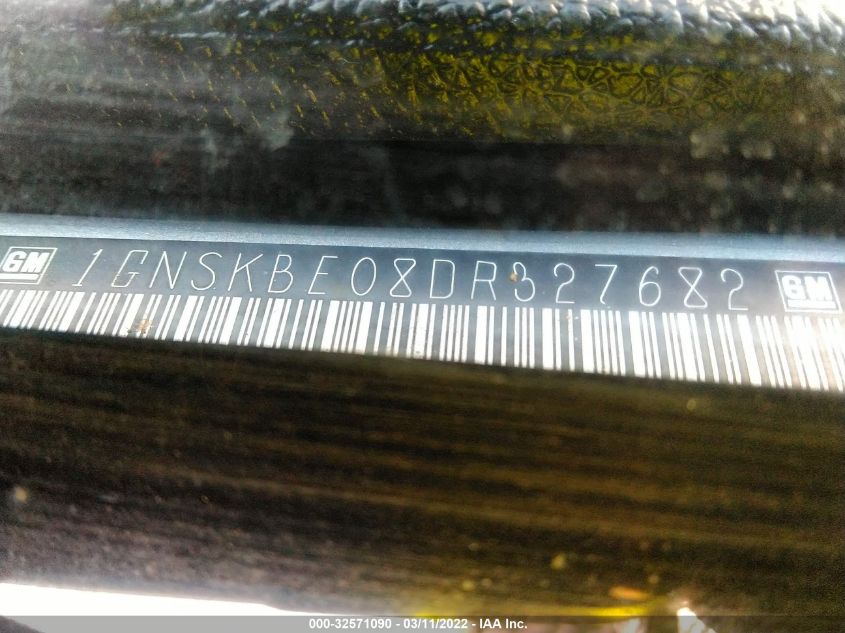 GM 1GNSKBE08DR327682 GM
000-32571090 - 03/11/2022 - IAA Inc.